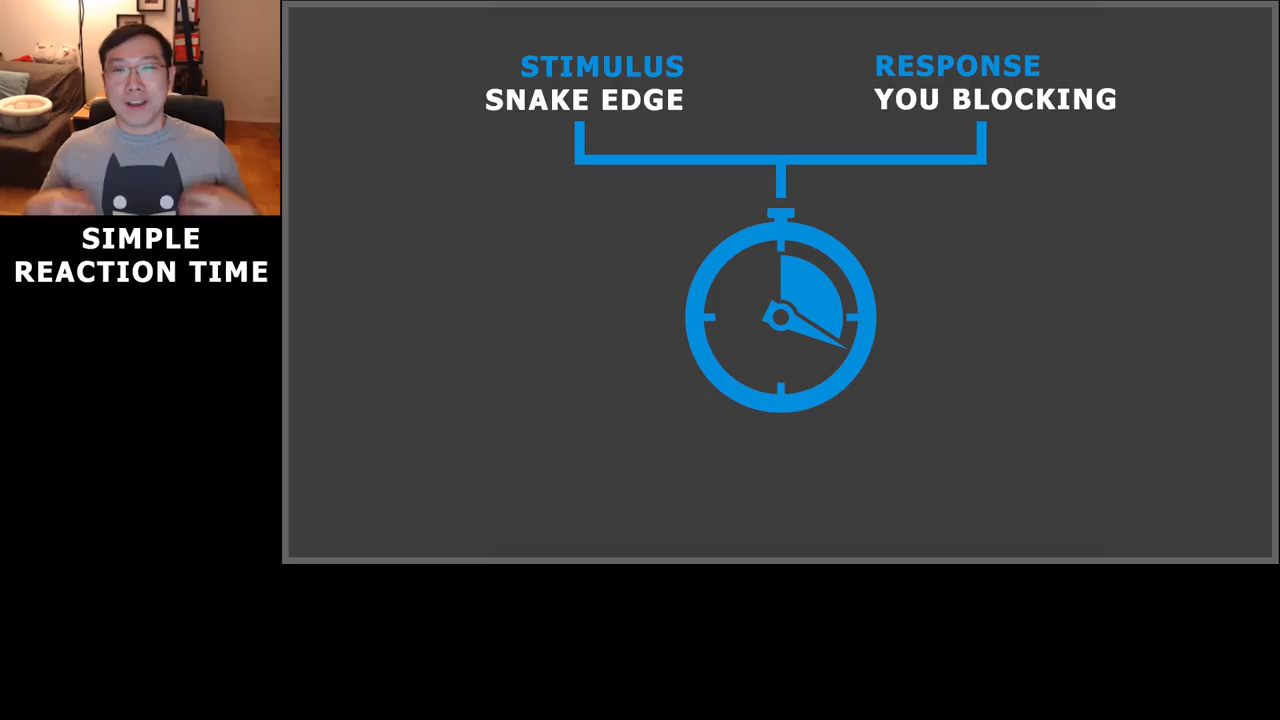 STIMULUS
SNAKE EDGE
RESPONSE
YOU BLOCKING
SIMPLE
REACTION TIME